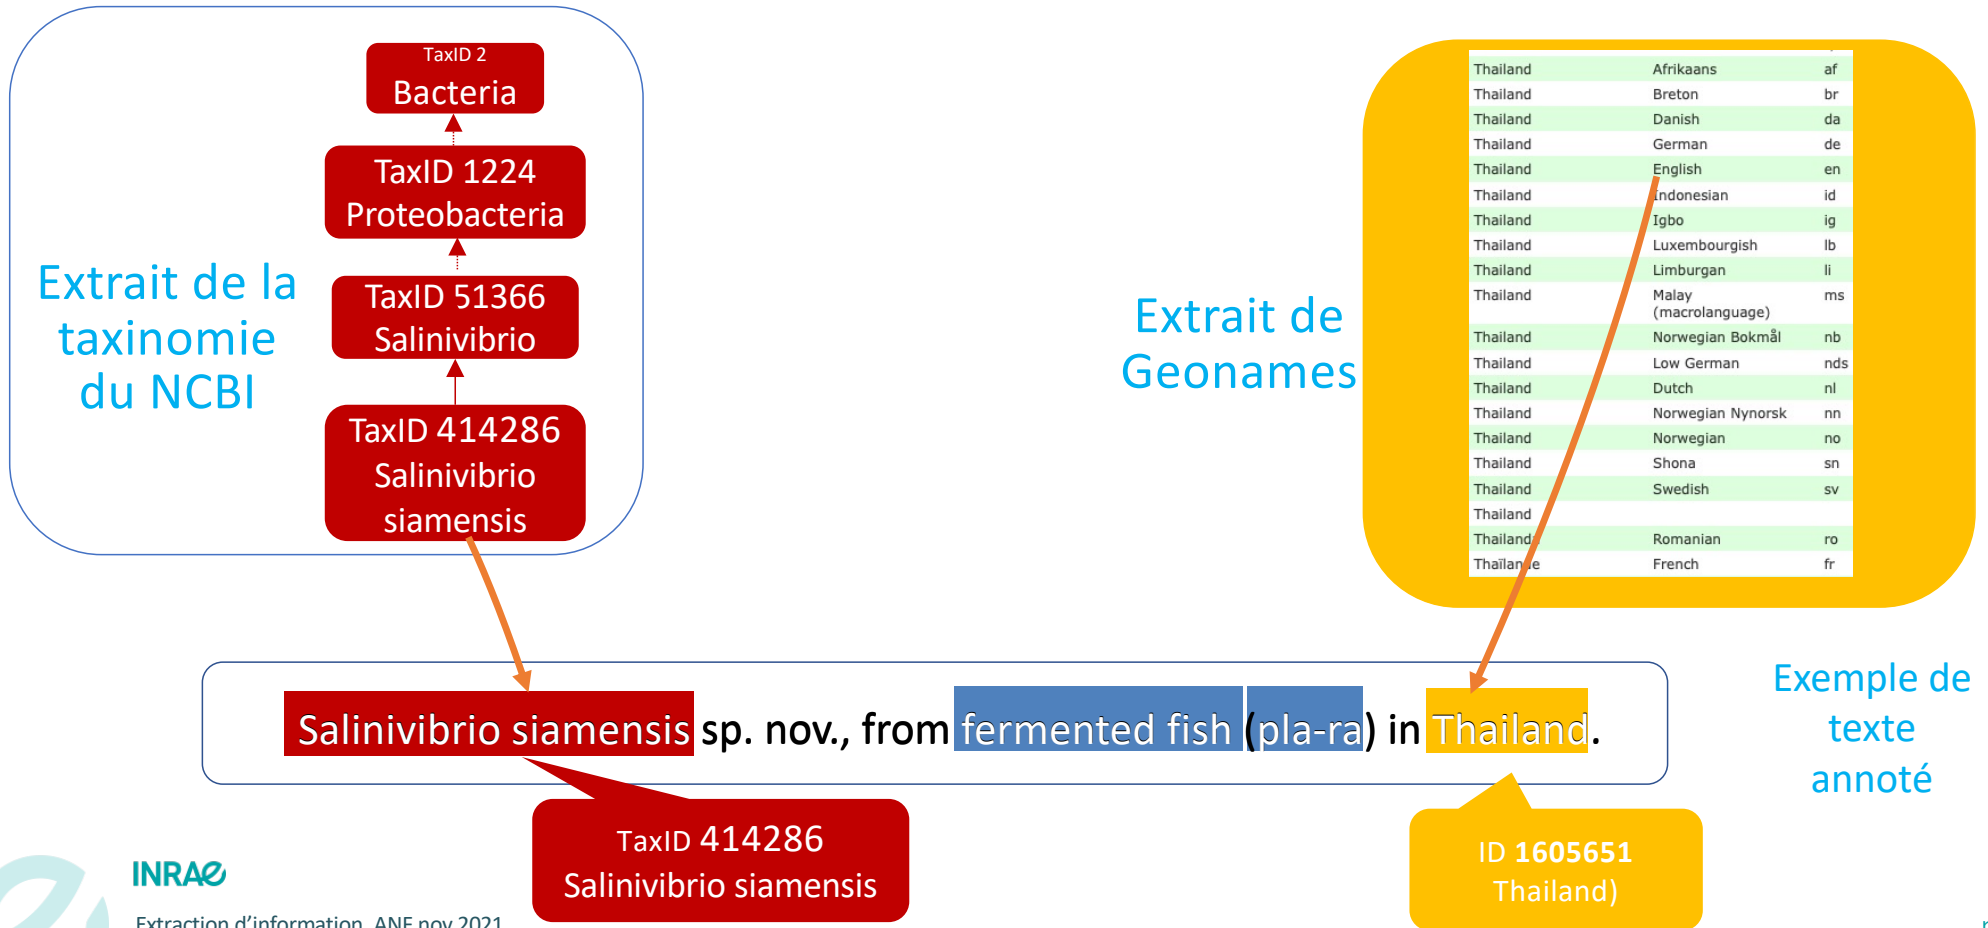 TaxID 2
Bacteria
TaxID 1224
Proteobacteria
TaxID 51366
Salinivibrio
TaxID 414286
Salinivibrio
siamensis
Extrait de la
taxinomie
du NCBI
Extrait de
Geonames
Thailand Afrikaans af
Thailand Breton br
Thailand Danish da
Thailand German de
Thailand English en
Thailand Indonesian id
Thailand Igbo ig
Thailand Luxembourgish lb
Thailand Limburgan li
Thailand Malay ms
(macrolanguage)
Thailand Norwegian Bokmål nb
Thailand Low German nds
Thailand Dutch nl
Thailand Norwegian Nynorsk nn
Thailand Norwegian no
Thailand Shona sn
Thailand Swedish sv
Thailand
Thailanda Romanian ro
Thaïlande French fr
Salinivibrio siamensis sp. nov., from fermented fish (pla-ra) in Thailand.
Exemple de
texte
annoté
TaxID 414286
Salinivibrio siamensis
ID 1605651
Thailand)
INRAE
Extraction d'information, ANF nov 2021